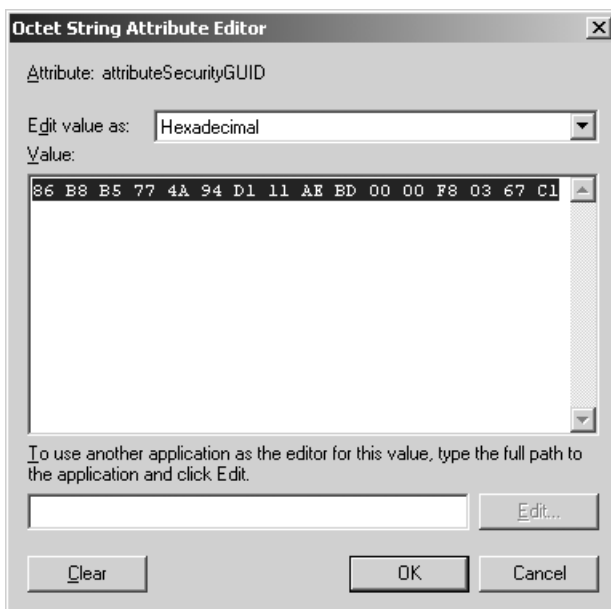 Octet String Attribute Editor
Attribute: attributeSecurityGUID
Edit value as: Hexadecimal
Value:
86 B8 B5 77 4A 94 D1 11 AE BD 00 00 F8 03 67 C1
To use another application as the editor for this value, type the full path to
the application and click Edit.
Edit...
Clear OK Cancel